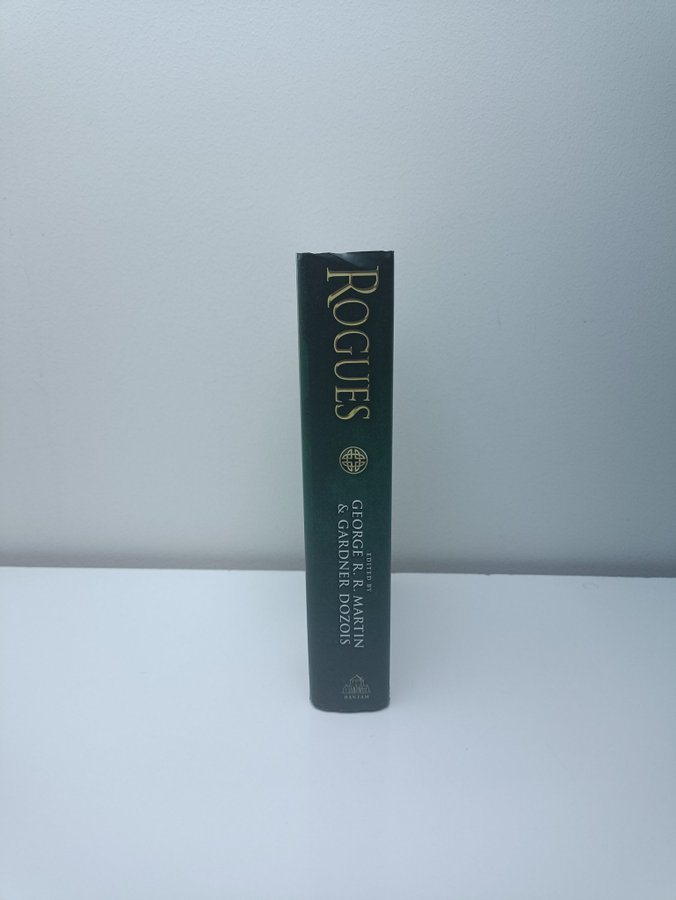 ROGUES
EDITED BY
GEORGE R. R. MARTIN
& GARDNER DOZOIS
BANTAM